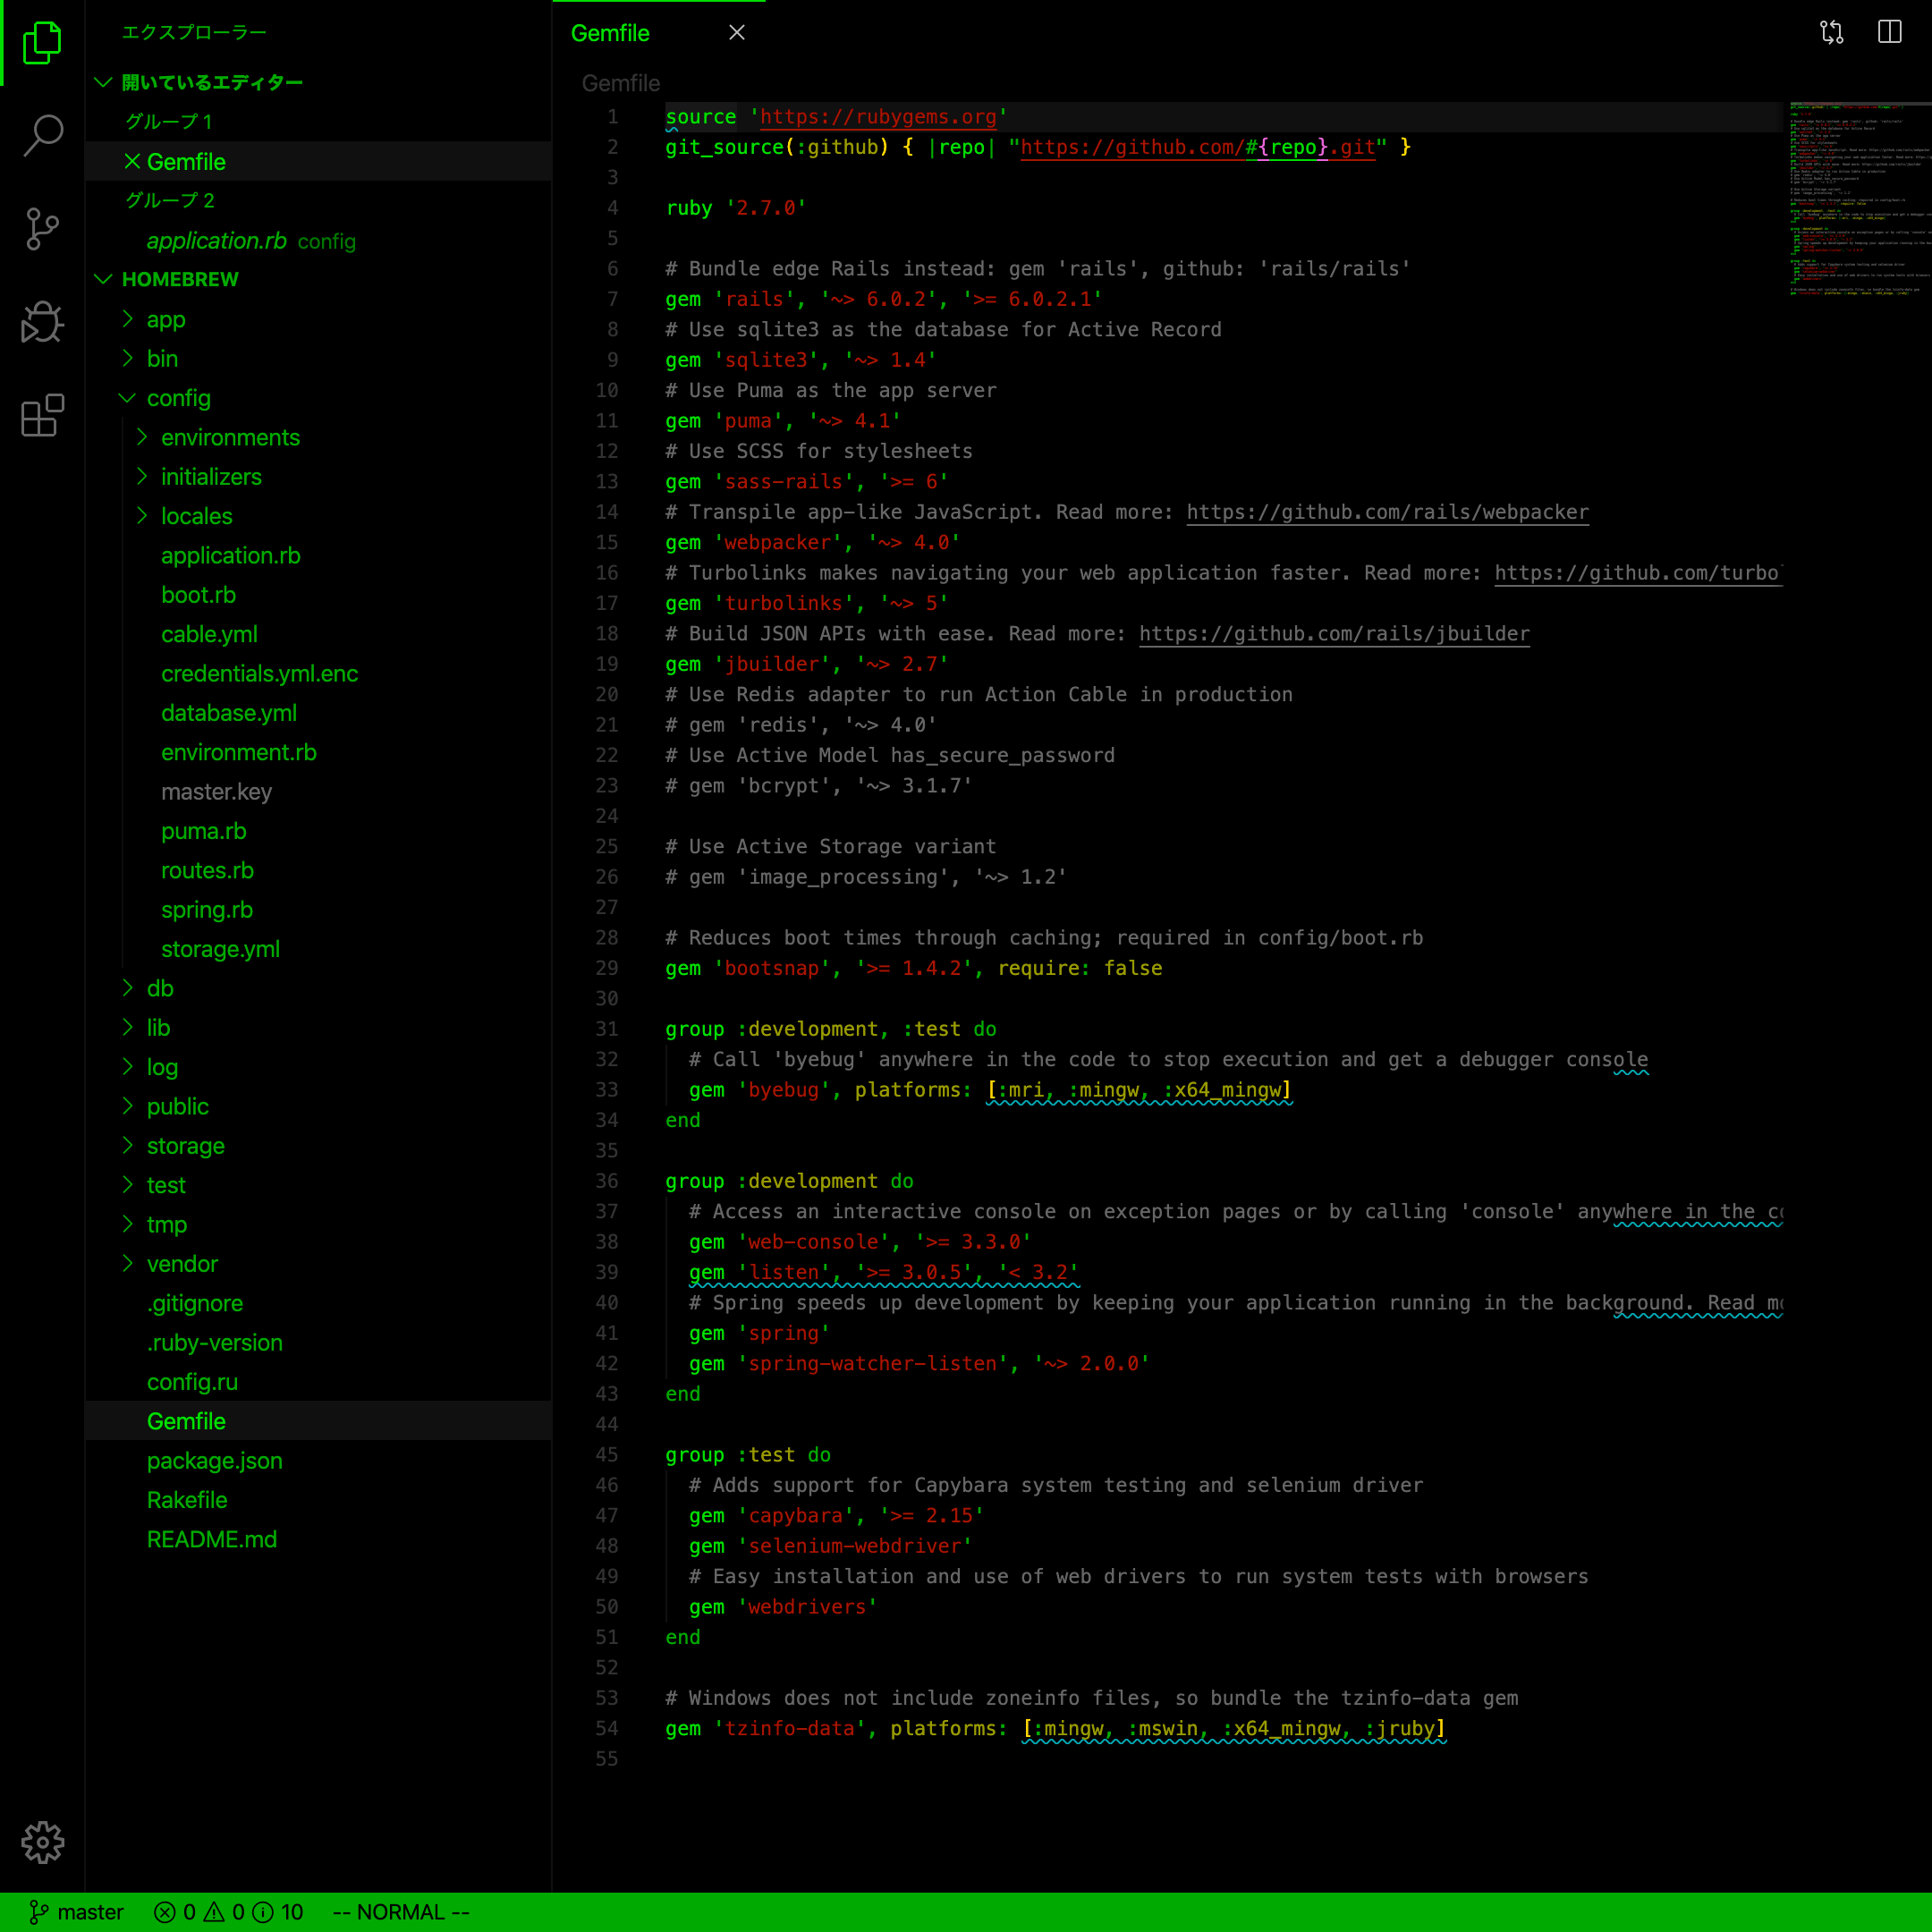 エクスプローラー
開いているエディター
グループ 1
Gemfile
グループ 2
application.rb config
HOMEBREW
app
bin
config
environments
initializers
locales
application.rb
boot.rb
cable.yml
credentials.yml.enc
database.yml
environment.rb
master.key
puma.rb
routes.rb
spring.rb
storage.yml
db
lib
log
public
storage
test
tmp
vendor
.gitignore
.ruby-version
config.ru
Gemfile
package.json
Rakefile
README.md
Gemfile
Gemfile
1 source 'https://rubygems.org'
2 git_source(:github) { |repo| "https://github.com/#{repo}.git" }
3
4 ruby '2.7.0'
5
6 # Bundle edge Rails instead: gem 'rails', github: 'rails/rails'
7 gem 'rails', '~> 6.0.2', '>= 6.0.2.1'
8 # Use sqlite3 as the database for Active Record
9 gem 'sqlite3', '~> 1.4'
10 # Use Puma as the app server
11 gem 'puma', '~> 4.1'
12 # Use SCSS for stylesheets
13 gem 'sass-rails', '>= 6'
14 # Transpile app-like JavaScript. Read more: https://github.com/rails/webpacker
15 gem 'webpacker', '~> 4.0'
16 # Turbolinks makes navigating your web application faster. Read more: https://github.com/turbo
17 gem 'turbolinks', '~> 5'
18 # Build JSON APIs with ease. Read more: https://github.com/rails/jbuilder
19 gem 'jbuilder', '~> 2.7'
20 # Use Redis adapter to run Action Cable in production
21 # gem 'redis', '~> 4.0'
22 # Use Active Model has_secure_password
23 # gem 'bcrypt', '~> 3.1.7'
24
25 # Use Active Storage variant
26 # gem 'image_processing', '~> 1.2'
27
28 # Reduces boot times through caching; required in config/boot.rb
29 gem 'bootsnap', '>= 1.4.2', require: false
30
31 group :development, :test do
32 # Call 'byebug' anywhere in the code to stop execution and get a debugger console
33 gem 'byebug', platforms: [:mri, :mingw, :x64_mingw]
34 end
35
36 group :development do
37 # Access an interactive console on exception pages or by calling 'console' anywhere in the co
38 gem 'web-console', '>= 3.3.0'
39 gem 'listen', '>= 3.0.5', '< 3.2'
40 # Spring speeds up development by keeping your application running in the background. Read mo
41 gem 'spring'
42 gem 'spring-watcher-listen', '~> 2.0.0'
43 end
44
45 group :test do
46 # Adds support for Capybara system testing and selenium driver
47 gem 'capybara', '>= 2.15'
48 gem 'selenium-webdriver'
49 # Easy installation and use of web drivers to run system tests with browsers
50 gem 'webdrivers'
51 end
52
53 # Windows does not include zoneinfo files, so bundle the tzinfo-data gem
54 gem 'tzinfo-data', platforms: [:mingw, :mswin, :x64_mingw, :jruby]
55
master 0 0 10 -- NORMAL --